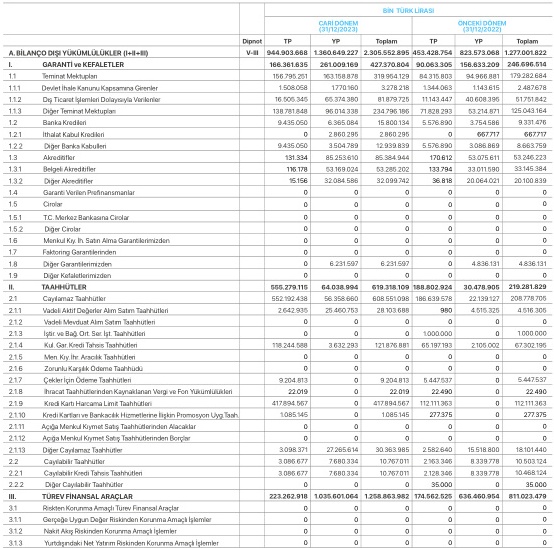 BİN TÜRK LİRASI
CARİ DÖNEM (31/12/2023) ÖNCEKİ DÖNEM (31/12/2022)
Dipnot TP YP Toplam TP YP Toplam
A. BİLANÇO DIŞI YÜKÜMLÜLÜKLER (I+II+III) V-III 944.903.668 1.360.649.227 2.305.552.895 453.428.754 823.573.068 1.277.001.822
I. GARANTİ ve KEFALETLER 166.361.635 261.009.169 427.370.804 90.063.305 156.633.209 246.696.514
1.1 Teminat Mektupları 156.795.251 163.158.878 319.954.129 84.315.803 94.966.881 179.282.684
1.1.1 Devlet İhale Kanunu Kapsamına Girenler 1.508.058 1.770.160 3.278.218 1.344.063 1.143.615 2.487.678
1.1.2 Dış Ticaret İşlemleri Dolayısıyla Verilenler 16.505.345 65.374.380 81.879.725 11.143.447 40.608.395 51.751.842
1.1.3 Diğer Teminat Mektupları 138.781.848 96.014.338 234.796.186 71.828.293 53.214.871 125.043.164
1.2 Banka Kredileri 9.435.050 6.365.084 15.800.134 5.576.890 3.754.586 9.331.476
1.2.1 İthalat Kabul Kredileri 0 2.860.295 2.860.295 0 667.717 667.717
1.2.2 Diğer Banka Kabulleri 9.435.050 3.504.789 12.939.839 5.576.890 3.086.869 8.663.759
1.3 Akreditifler 131.334 85.253.610 85.384.944 170.612 53.075.611 53.246.223
1.3.1 Belgeli Akreditifler 116.178 53.169.024 53.285.202 133.794 33.011.590 33.145.384
1.3.2 Diğer Akreditifler 15.156 32.084.586 32.099.742 36.818 20.064.021 20.100.839
1.4 Garanti Verilen Prefinansmanlar 0 0 0 0 0 0
1.5 Cirolar 0 0 0 0 0 0
1.5.1 T.C. Merkez Bankasına Cirolar 0 0 0 0 0 0
1.5.2 Diğer Cirolar 0 0 0 0 0 0
1.6 Menkul Kıy. İh. Satın Alma Garantilerimizden 0 0 0 0 0 0
1.7 Faktoring Garantilerinden 0 0 0 0 0 0
1.8 Diğer Garantilerimizden 0 6.231.597 6.231.597 0 4.836.131 4.836.131
1.9 Diğer Kefaletlerimizden 0 0 0 0 0 0
II. TAAHHÜTLER 555.279.115 64.038.994 619.318.109 188.802.924 30.478.905 219.281.829
2.1 Cayılamaz Taahhütler 552.192.438 56.358.660 608.551.098 186.639.578 22.139.127 208.778.705
2.1.1 Vadeli Aktif Değerler Alım Satım Taahhütleri 2.642.935 25.460.753 28.103.688 980 4.515.325 4.516.305
2.1.2 Vadeli Mevduat Alım Satım Taahhütleri 0 0 0 0 0 0
2.1.3 İştir. ve Bağ. Ort. Ser. İşt. Taahhütleri 0 0 0 1.000.000 0 1.000.000
2.1.4 Kul. Gar. Kredi Tahsis Taahhütleri 118.244.588 3.632.293 121.876.881 65.197.193 2.105.002 67.302.195
2.1.5 Men. Kıy. İhr. Aracılık Taahhütleri 0 0 0 0 0 0
2.1.6 Zorunlu Karşılık Ödeme Taahhüdü 0 0 0 0 0 0
2.1.7 Çekler İçin Ödeme Taahhütleri 9.204.813 0 9.204.813 5.447.537 0 5.447.537
2.1.8 İhracat Taahhütlerinden Kaynaklanan Vergi ve Fon Yükümlülükleri 22.019 0 22.019 22.490 0 22.490
2.1.9 Kredi Kartı Harcama Limit Taahhütleri 417.894.567 0 417.894.567 112.111.363 0 112.111.363
2.1.10 Kredi Kartları ve Bankacılık Hizmetlerine İlişkin Promosyon Uyg.Taah. 1.085.145 0 1.085.145 277.375 0 277.375
2.1.11 Açığa Menkul Kıymet Satış Taahhütlerinden Alacaklar 0 0 0 0 0 0
2.1.12 Açığa Menkul Kıymet Satış Taahhütlerinden Borçlar 0 0 0 0 0 0
2.1.13 Diğer Cayılamaz Taahhütler 3.098.371 27.265.614 30.363.985 2.582.640 15.518.800 18.101.440
2.2 Cayılabilir Taahhütler 3.086.677 7.680.334 10.767.011 2.163.346 8.339.778 10.503.124
2.2.1 Cayılabilir Kredi Tahsis Taahhütleri 3.086.677 7.680.334 10.767.011 2.128.346 8.339.778 10.468.124
2.2.2 Diğer Cayılabilir Taahhütler 0 0 0 35.000 0 35.000
III. TÜREV FİNANSAL ARAÇLAR 223.262.918 1.035.601.064 1.258.863.982 174.562.525 636.460.954 811.023.479
3.1 Riskten Korunma Amaçlı Türev Finansal Araçlar 0 0 0 0 0 0
3.1.1 Gerçeğe Uygun Değer Riskinden Korunma Amaçlı İşlemler 0 0 0 0 0 0
3.1.2 Nakit Akış Riskinden Korunma Amaçlı İşlemler 0 0 0 0 0 0
3.1.3 Yurtdışındaki Net Yatırım Riskinden Korunma Amaçlı İşlemler 0 0 0 0 0 0